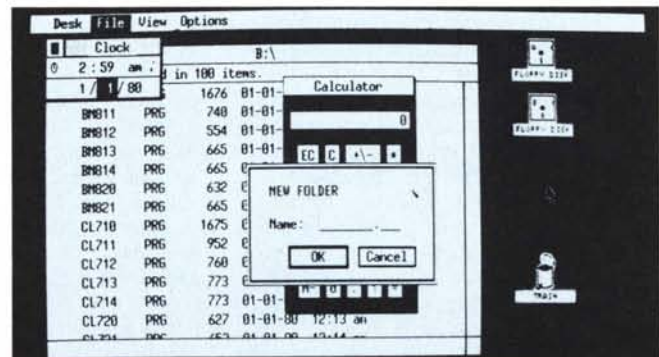 Desk File View Options
Clock
2:59 am
1/1/80
B:\
d in 100 items.
1676 01-01-
BM811 PRG 740 01-01-
BM812 PRG 554 01-01-
BM813 PRG 665 01-01-
BM814 PRG 665
BM820 PRG 632
BM821 PRG 665
CL710 PRG 1675
CL711 PRG 952
CL712 PRG 760
CL713 PRG 773
CL714 PRG 773 01-01-
CL720 PRG 627 01-01-80 12:13 am
Calculator
0
EC C +\- ÷
NEW FOLDER
Name: ________.___
OK Cancel
FLOPPY DISK
FLOPPY DISK
TRASH